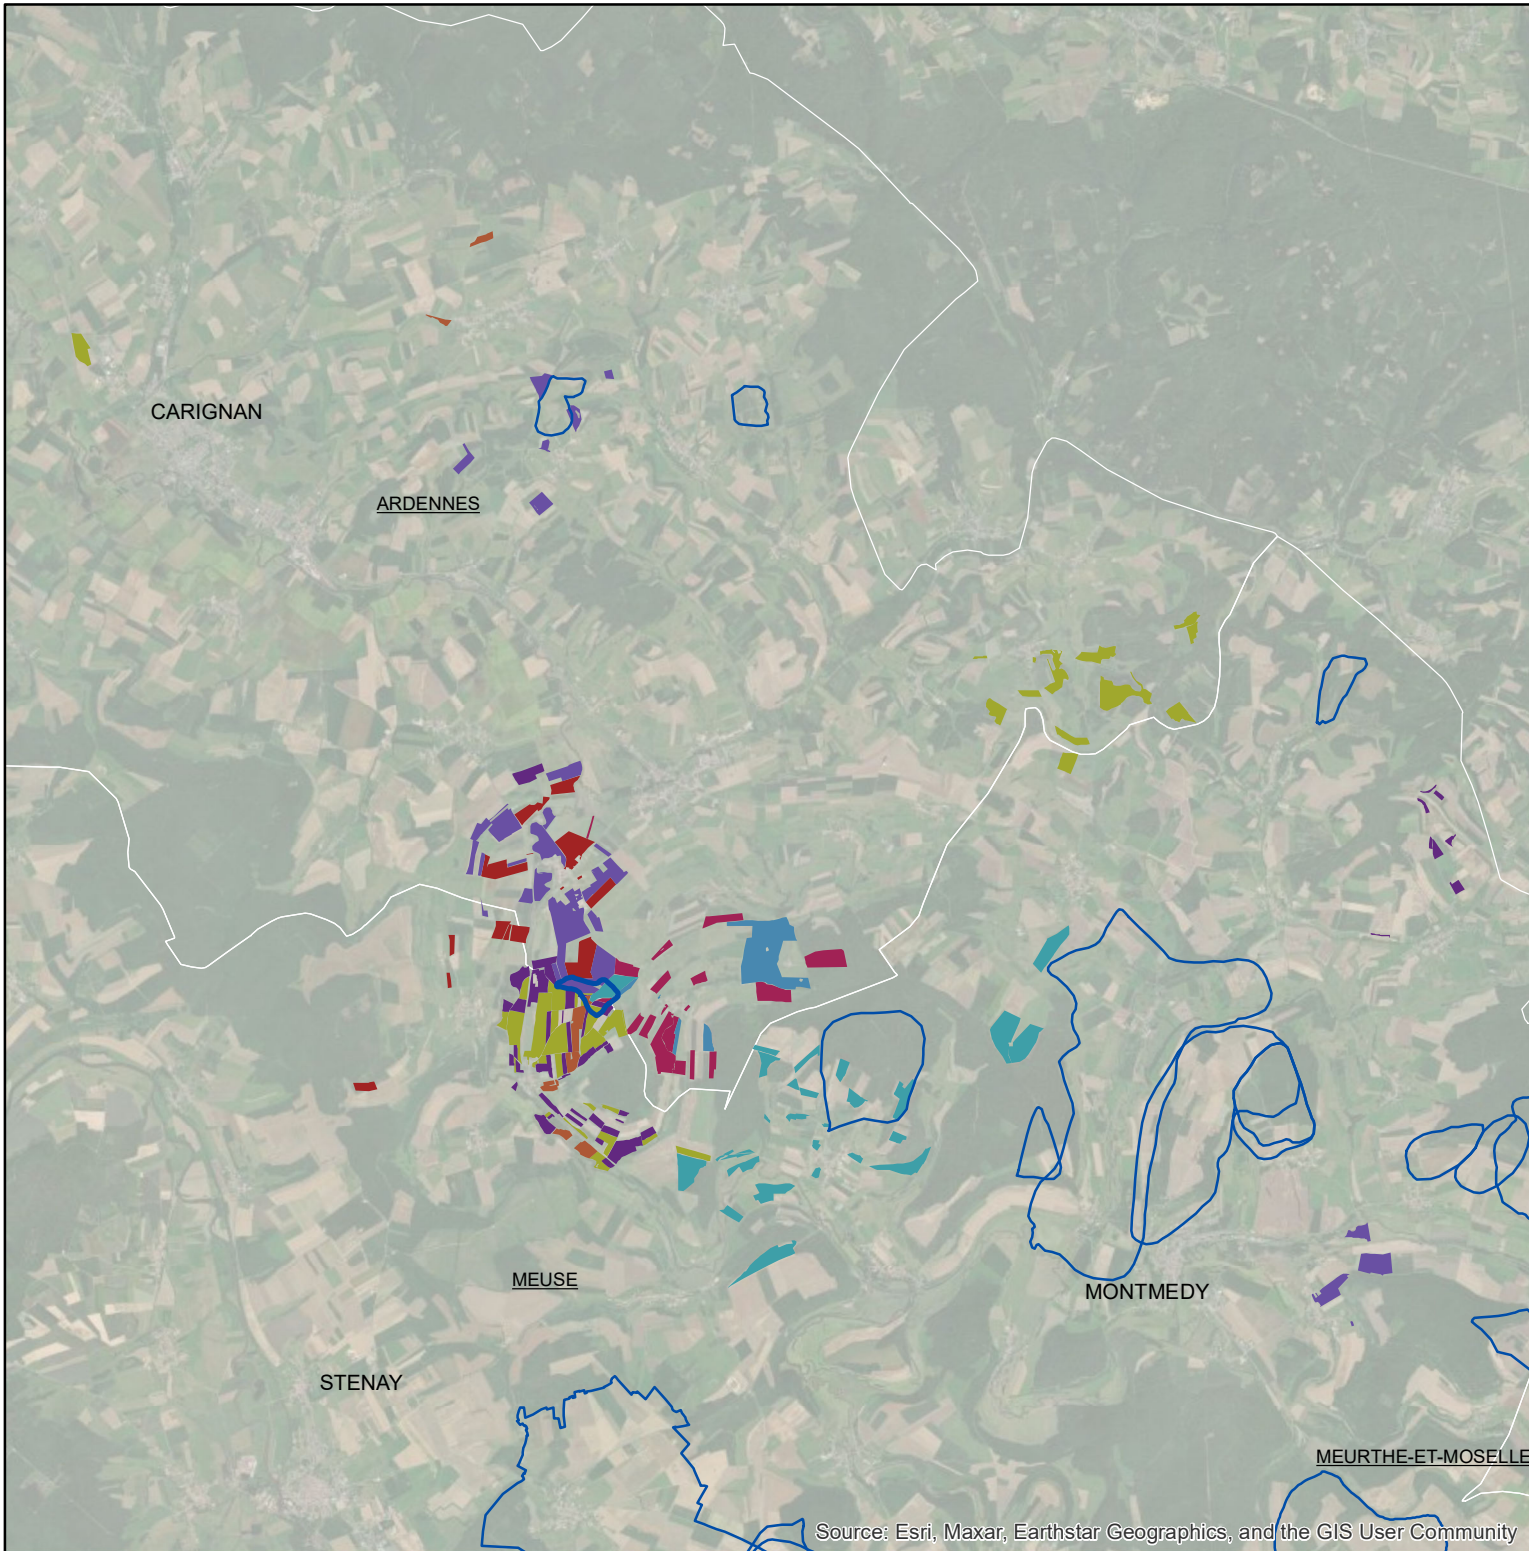 CARIGNAN
ARDENNES
MEUSE
MONTMEDY
STENAY
MEURTHE-ET-MOSELLE
Source: Esri, Maxar, Earthstar Geographics, and the GIS User Community